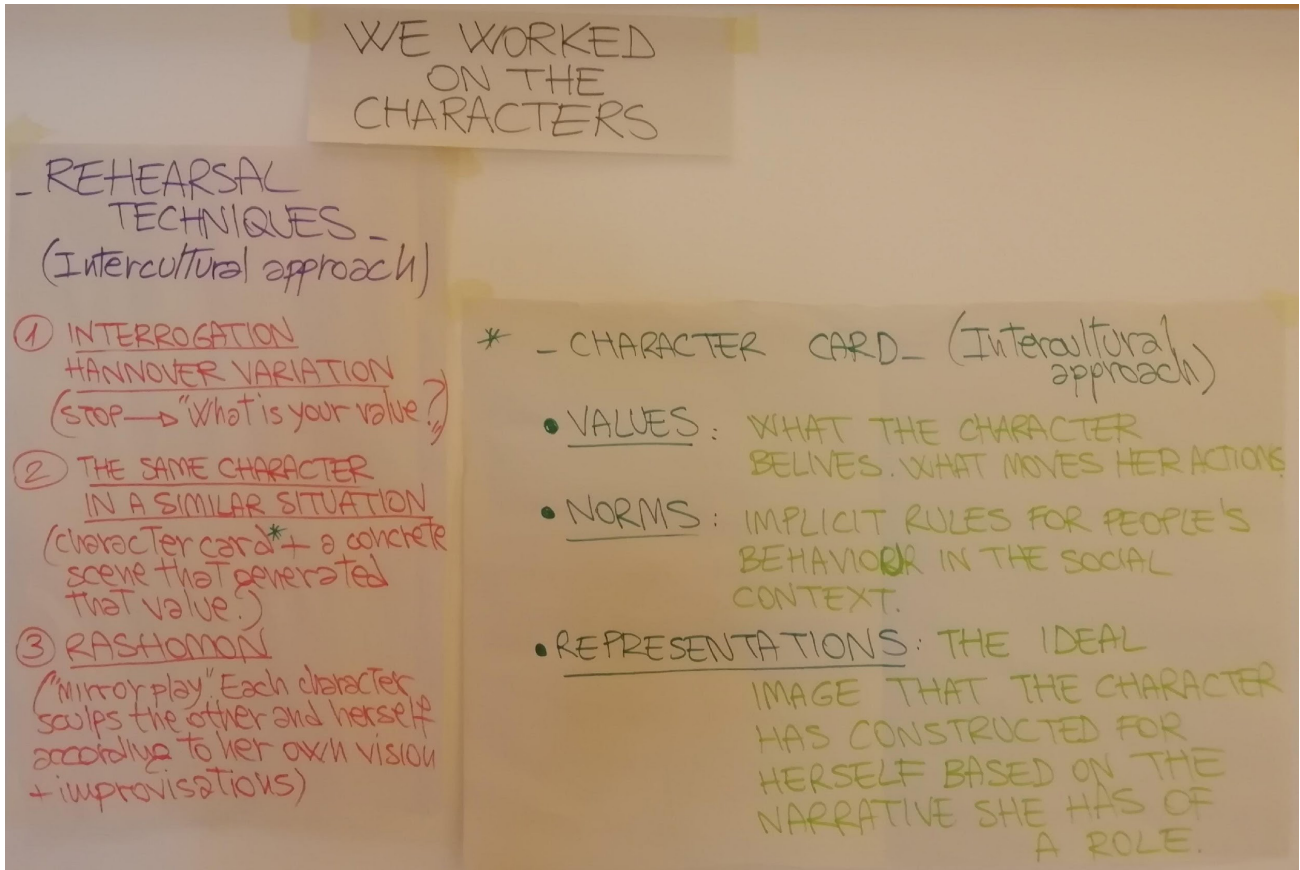 WE WORKED
ON THE
CHARACTERS
_ REHEARSAL
TECHNIQUES _
(Intercultural approach)
① INTERROGATION
HANNOVER VARIATION
(STOP → "What is your value?")
② THE SAME CHARACTER
IN A SIMILAR SITUATION
(character card* + a concrete
scene that generated
that value?)
③ RASHOMON
("Mirror play". Each character
sculps the other and herself
according to her own vision
+ improvisations)
* _ CHARACTER CARD _ (Intercultural
approach)
• VALUES: WHAT THE CHARACTER
BELIVES. WHAT MOVES HER ACTIONS
• NORMS: IMPLICIT RULES FOR PEOPLE'S
BEHAVIOUR IN THE SOCIAL
CONTEXT.
• REPRESENTATIONS: THE IDEAL
IMAGE THAT THE CHARACTER
HAS CONSTRUCTED FOR
HERSELF BASED ON THE
NARRATIVE SHE HAS OF
A ROLE.